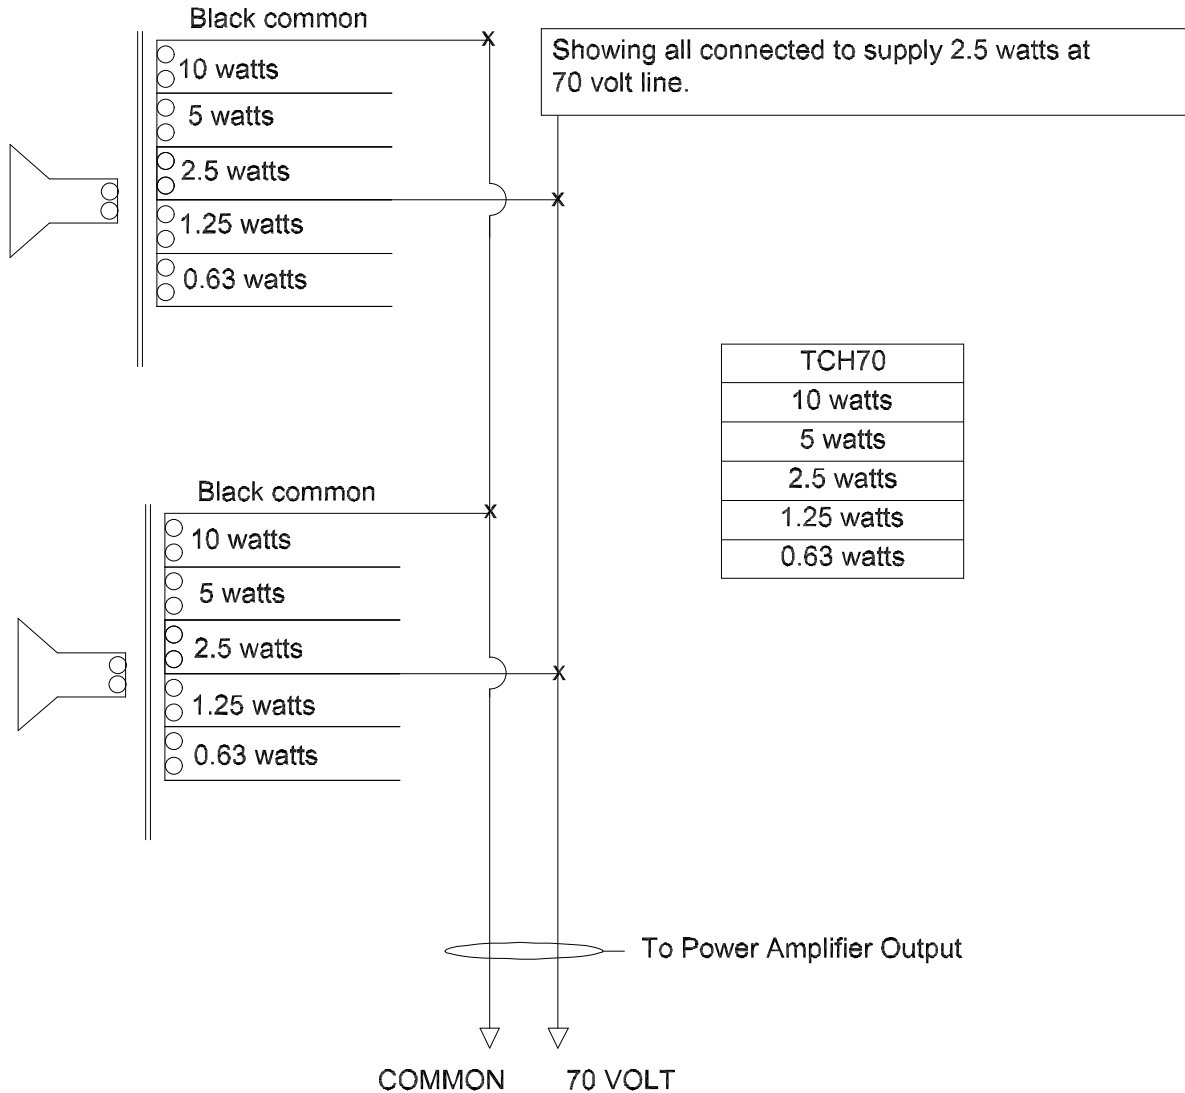 Black common
10 watts
5 watts
2.5 watts
1.25 watts
0.63 watts
Showing all connected to supply 2.5 watts at
70 volt line.
TCH70
10 watts
5 watts
2.5 watts
1.25 watts
0.63 watts
Black common
10 watts
5 watts
2.5 watts
1.25 watts
0.63 watts
To Power Amplifier Output
COMMON
70 VOLT